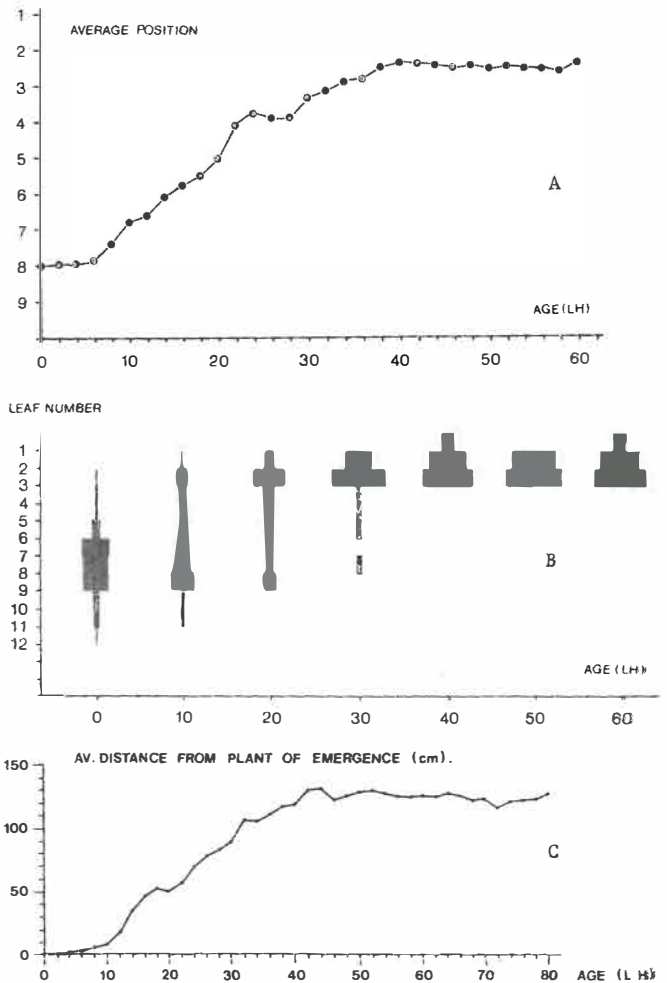 AVERAGE POSITION
1
2
3
4
5
6
7
8
9
A
AGE (LH)
0 10 20 30 40 50 60
LEAF NUMBER
1
2
3
4
5
6
7
8
9
10
11
12
B
AGE (LH)
0 10 20 30 40 50 60
AV. DISTANCE FROM PLANT OF EMERGENCE (cm).
150
100
50
0
C
0 10 20 30 40 50 60 70 80 AGE (LH)